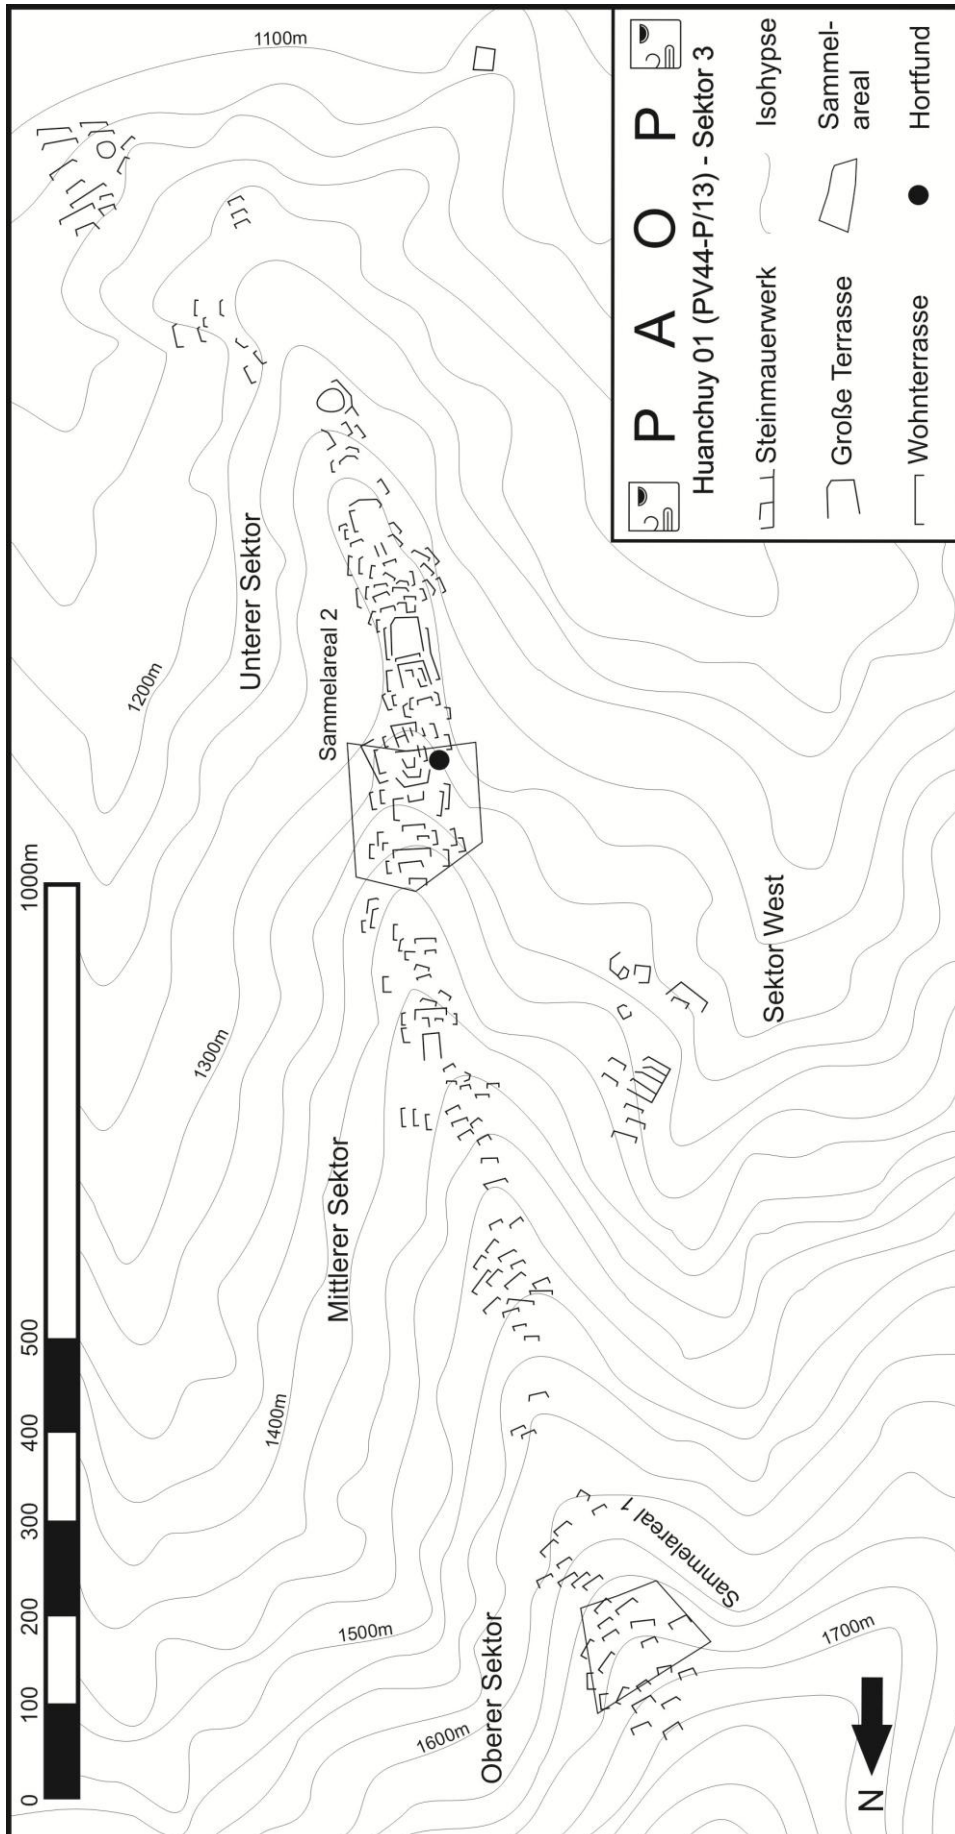 1100m
P A O P
Huanchuy 01 (PV44-P/13) - Sektor 3
Steinmauerwerk
Isohypse
Große Terrasse
Sammel-
areal
Wohnterrasse
Hortfund
Unterer Sektor
Sammelareal 2
1200m
1000m
1300m
Sektor West
Mittlerer Sektor
500
400
1400m
300
Sammelareal 1
200
1500m
Oberer Sektor
1700m
100
1600m
0
N